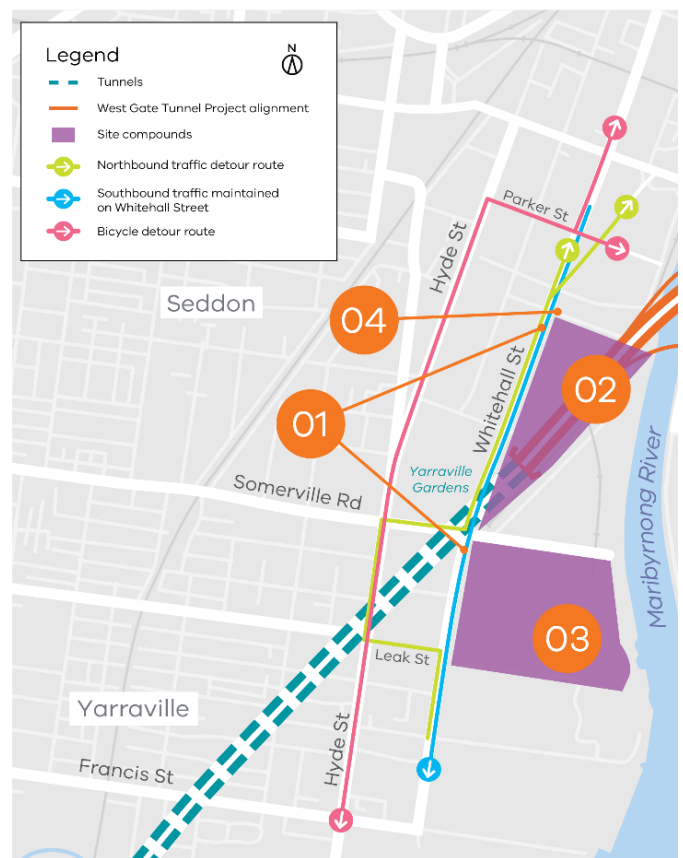 Legend
N
Tunnels
West Gate Tunnel Project alignment
Site compounds
Northbound traffic detour route
Southbound traffic maintained
on Whitehall Street
Bicycle detour route
Parker St
Hyde St
Seddon
04
Whitehall St
02
01
Yarraville
Gardens
Somerville Rd
Maribyrnong River
03
Leak St
Yarraville
Hyde St
Francis St